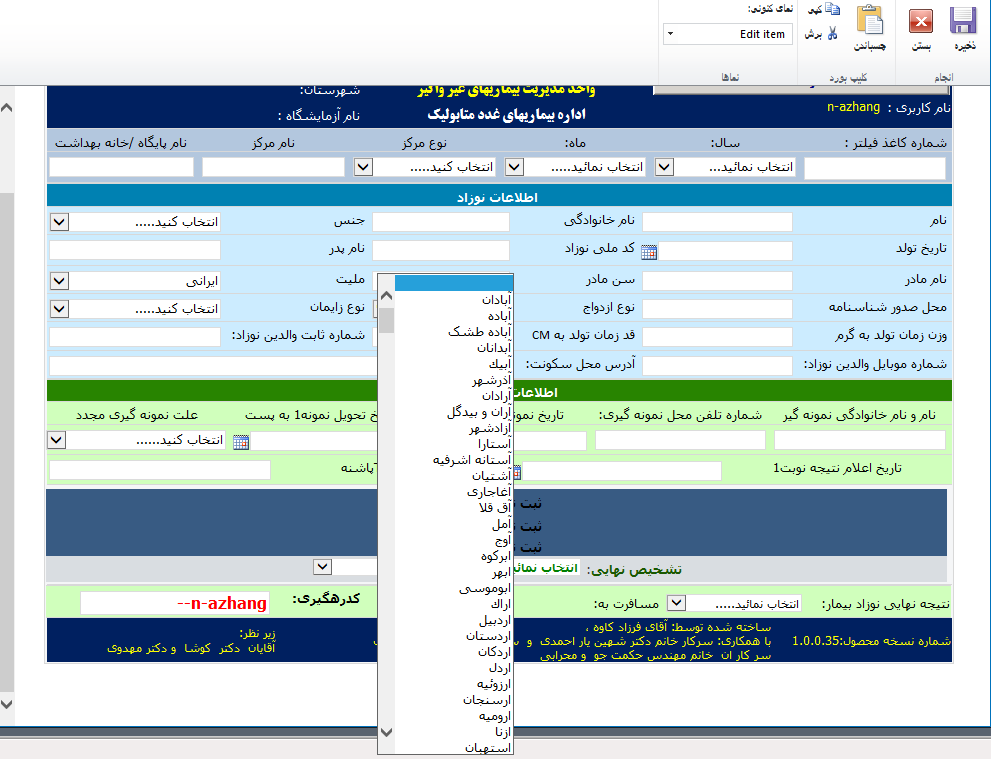 ذخیره
بستن
انجام
چسباندن
کپی
برش
کلیپ بورد
نمای کنونی:
Edit item
نماها
واحد مدیریت بیماریهای غیر واگیر
شهرستان:
نام کاربری : n-azhang
اداره بیماریهای غدد متابولیک
نام آزمایشگاه :
شماره کاغذ فیلتر : سال: ماه: نوع مرکز نام مرکز نام پایگاه /خانه بهداشت
انتخاب نمائید... انتخاب نمائید..... انتخاب کنید.....
اطلاعات نوزاد
نام نام خانوادگی جنس انتخاب کنید.....
تاریخ تولد کد ملی نوزاد نام پدر
نام مادر سن مادر ملیت ایرانی
محل صدور شناسنامه نوع ازدواج نوع زایمان انتخاب کنید.....
وزن زمان تولد به گرم قد زمان تولد به CM شماره ثابت والدین نوزاد:
شماره موبایل والدین نوزاد: آدرس محل سکونت:
اطلاعات
نام و نام خانوادگی نمونه گیر شماره تلفن محل نمونه گیری: تاریخ نمون خ تحویل نمونه1 به پست علت نمونه گیری مجدد
انتخاب کنید......
تاریخ اعلام نتیجه نوبت1 پاشنه
ثبت
ثبت
ثبت
تشخیص نهایی: انتخاب نمائ
نتیجه نهایی نوزاد بیمار: انتخاب نمائید..... مسافرت به: کدرهگیری: n-azhang--
شماره نسخه محصول:1.0.0.35
ساخته شده توسط: آقای فرزاد کاوه ،
با همکاری: سرکار خانم دکتر شهین یار احمدی و س
سر کار ان خانم مهندس حکمت جو و محرابی
زیر نظر:
آقایان دکتر کوشا و دکتر مهدوی
آبادان
آباده
آباده طشک
آبدانان
آبیك
آذرشهر
آرادان
آران و بیدگل
آزادشهر
آستارا
آستانه اشرفیه
آشتیان
آغاجاری
آق قلا
آمل
آوج
ابرکوه
ابهر
ابوموسی
اراك
اردبیل
اردستان
اردکان
اردل
ارزوئیه
ارسنجان
ارومیه
ازنا
استهبان